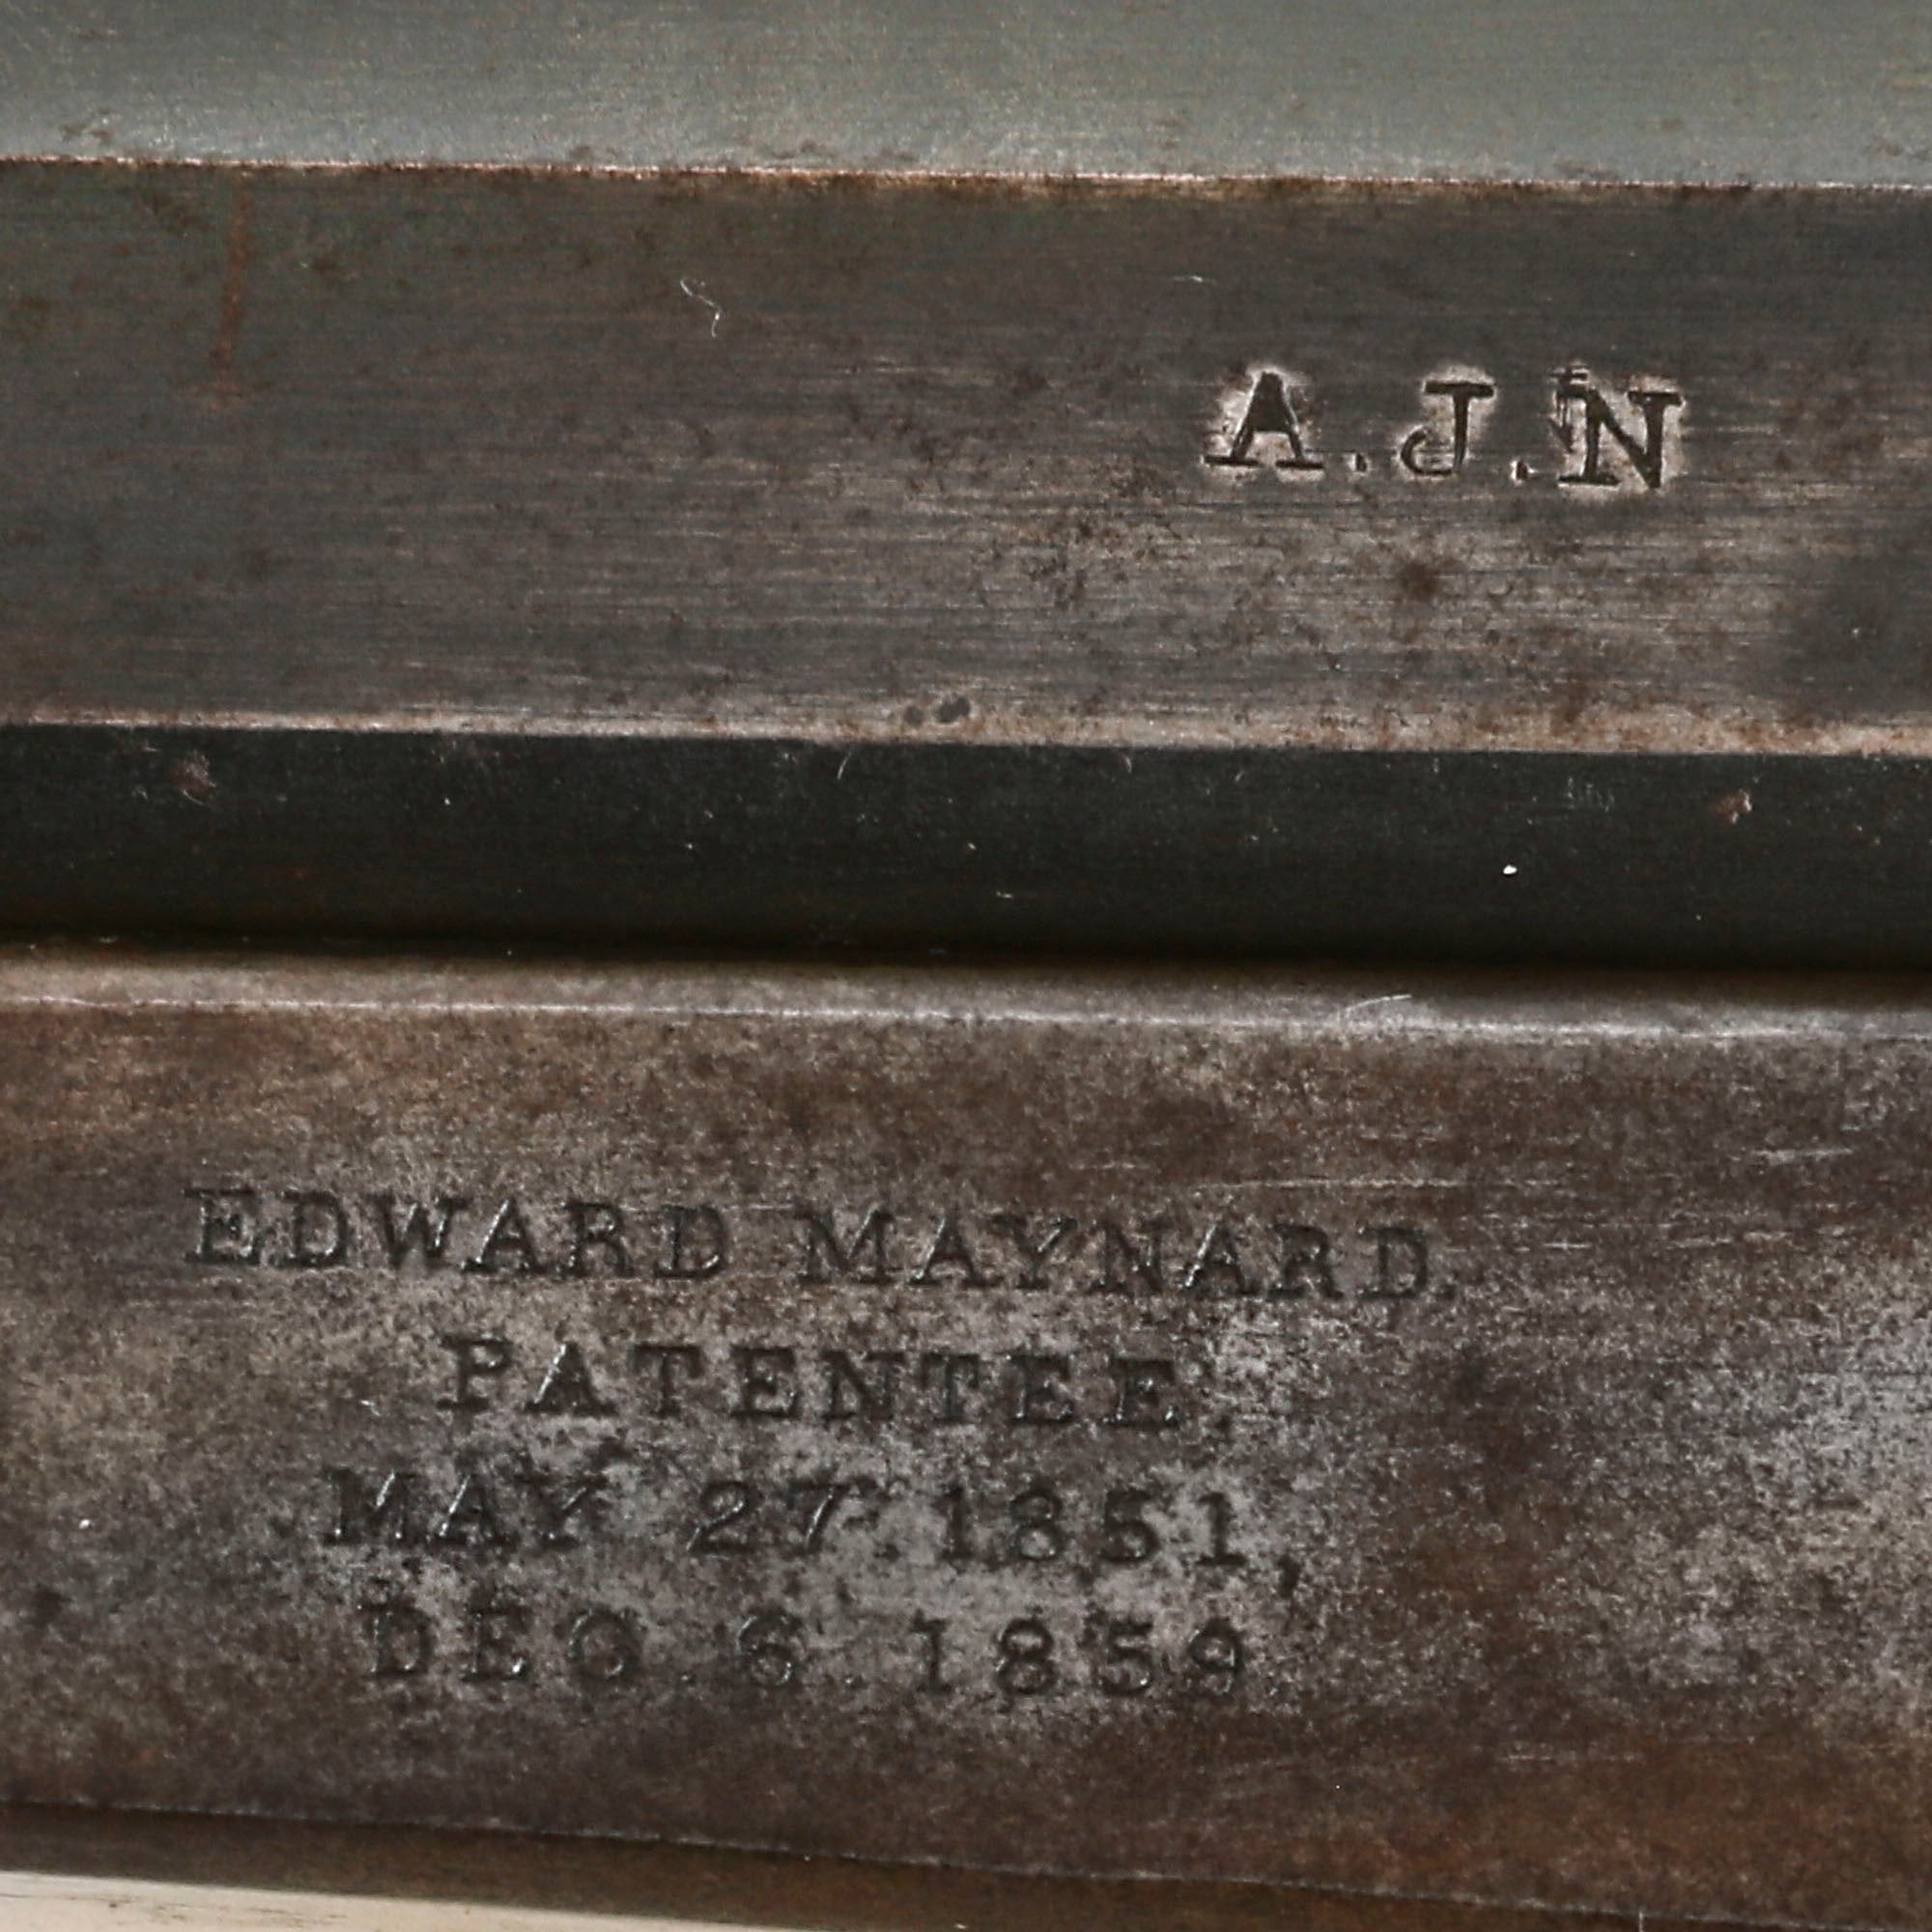 A.J.N
EDWARD MAYNARD.
PATENTEE.
MAY 27.1851,
DEC. 6. 1859